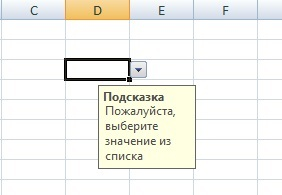 C D E F
Подсказка
Пожалуйста,
выберите
значение из
списка